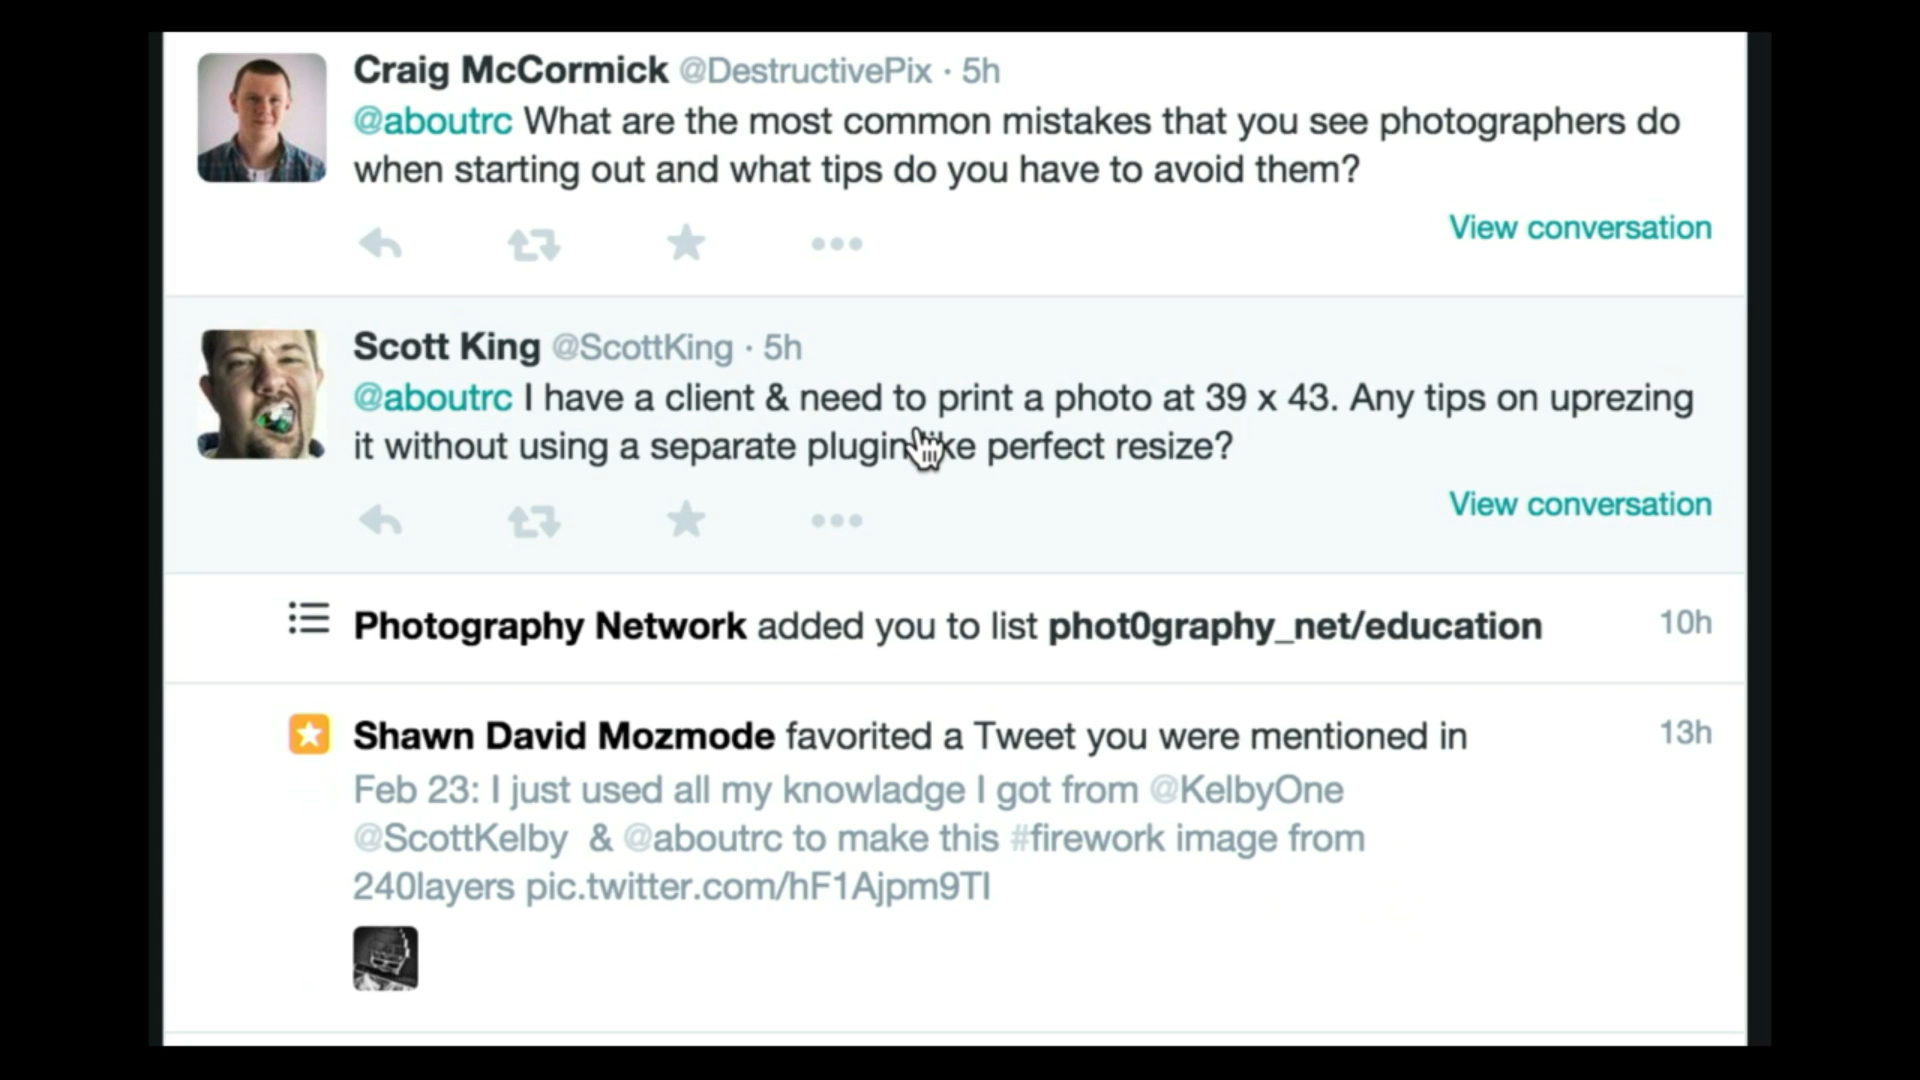 Craig McCormick @DestructivePix · 5h
@aboutrc What are the most common mistakes that you see photographers do
when starting out and what tips do you have to avoid them?
View conversation
Scott King @ScottKing · 5h
@aboutrc I have a client & need to print a photo at 39 x 43. Any tips on uprezing
it without using a separate plugin like perfect resize?
View conversation
Photography Network added you to list phot0graphy_net/education 10h
Shawn David Mozmode favorited a Tweet you were mentioned in 13h
Feb 23: I just used all my knowladge I got from @KelbyOne
@ScottKelby & @aboutrc to make this #firework image from
240layers pic.twitter.com/hF1Ajpm9TI